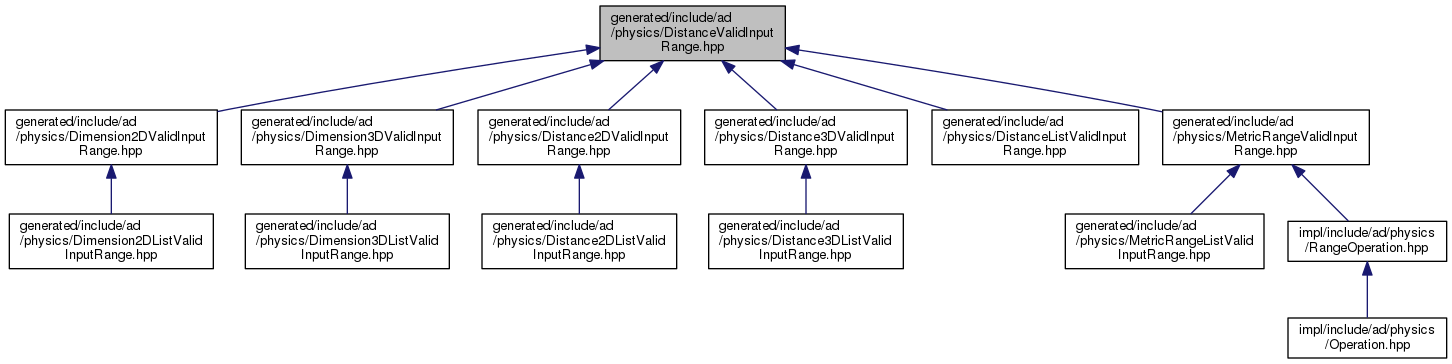 generated/include/ad
/physics/DistanceValidInput
Range.hpp
generated/include/ad
/physics/Dimension2DValidInput
Range.hpp
generated/include/ad
/physics/Dimension3DValidInput
Range.hpp
generated/include/ad
/physics/Distance2DValidInput
Range.hpp
generated/include/ad
/physics/Distance3DValidInput
Range.hpp
generated/include/ad
/physics/DistanceListValidInput
Range.hpp
generated/include/ad
/physics/MetricRangeValidInput
Range.hpp
generated/include/ad
/physics/Dimension2DListValid
InputRange.hpp
generated/include/ad
/physics/Dimension3DListValid
InputRange.hpp
generated/include/ad
/physics/Distance2DListValid
InputRange.hpp
generated/include/ad
/physics/Distance3DListValid
InputRange.hpp
generated/include/ad
/physics/MetricRangeListValid
InputRange.hpp
impl/include/ad/physics
/RangeOperation.hpp
impl/include/ad/physics
/Operation.hpp